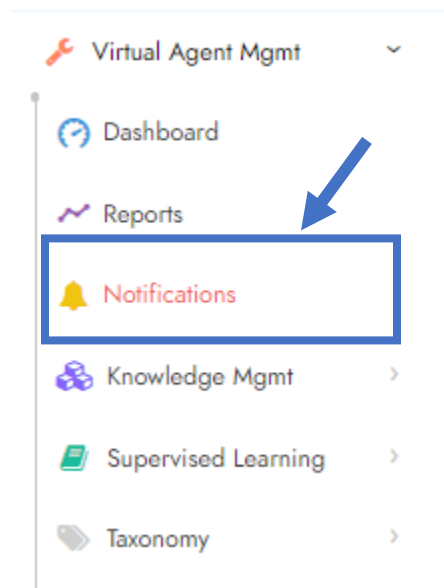 Virtual Agent Mgmt
Dashboard
Reports
Notifications
Knowledge Mgmt
Supervised Learning
Taxonomy